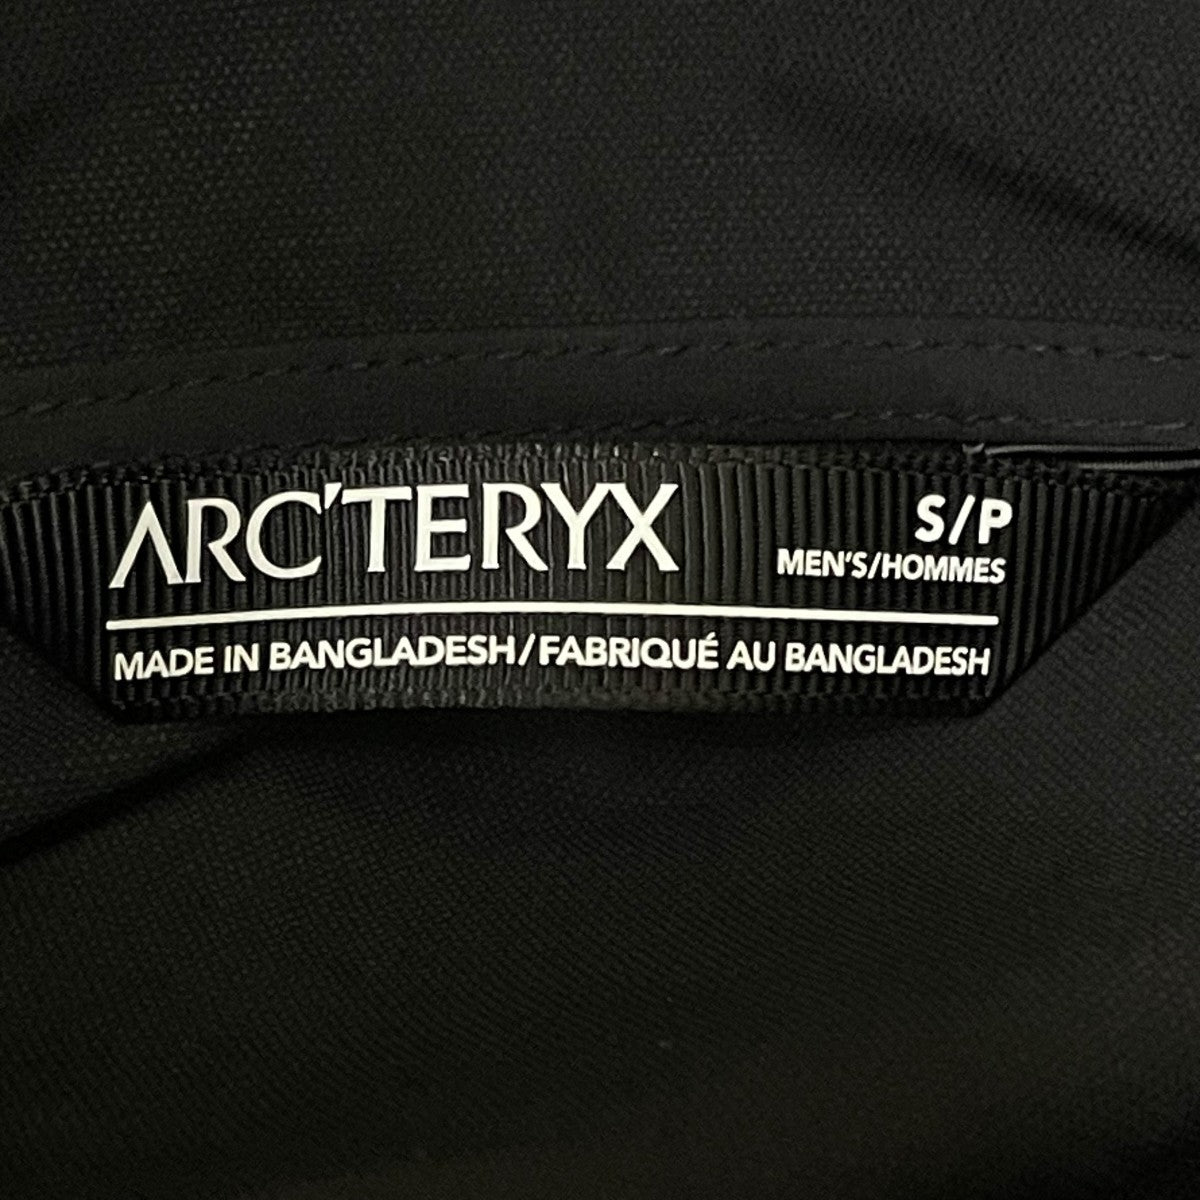 ARC'TERYX
S/P
MEN'S/HOMMES
MADE IN BANGLADESH/FABRIQUÉ AU BANGLADESH